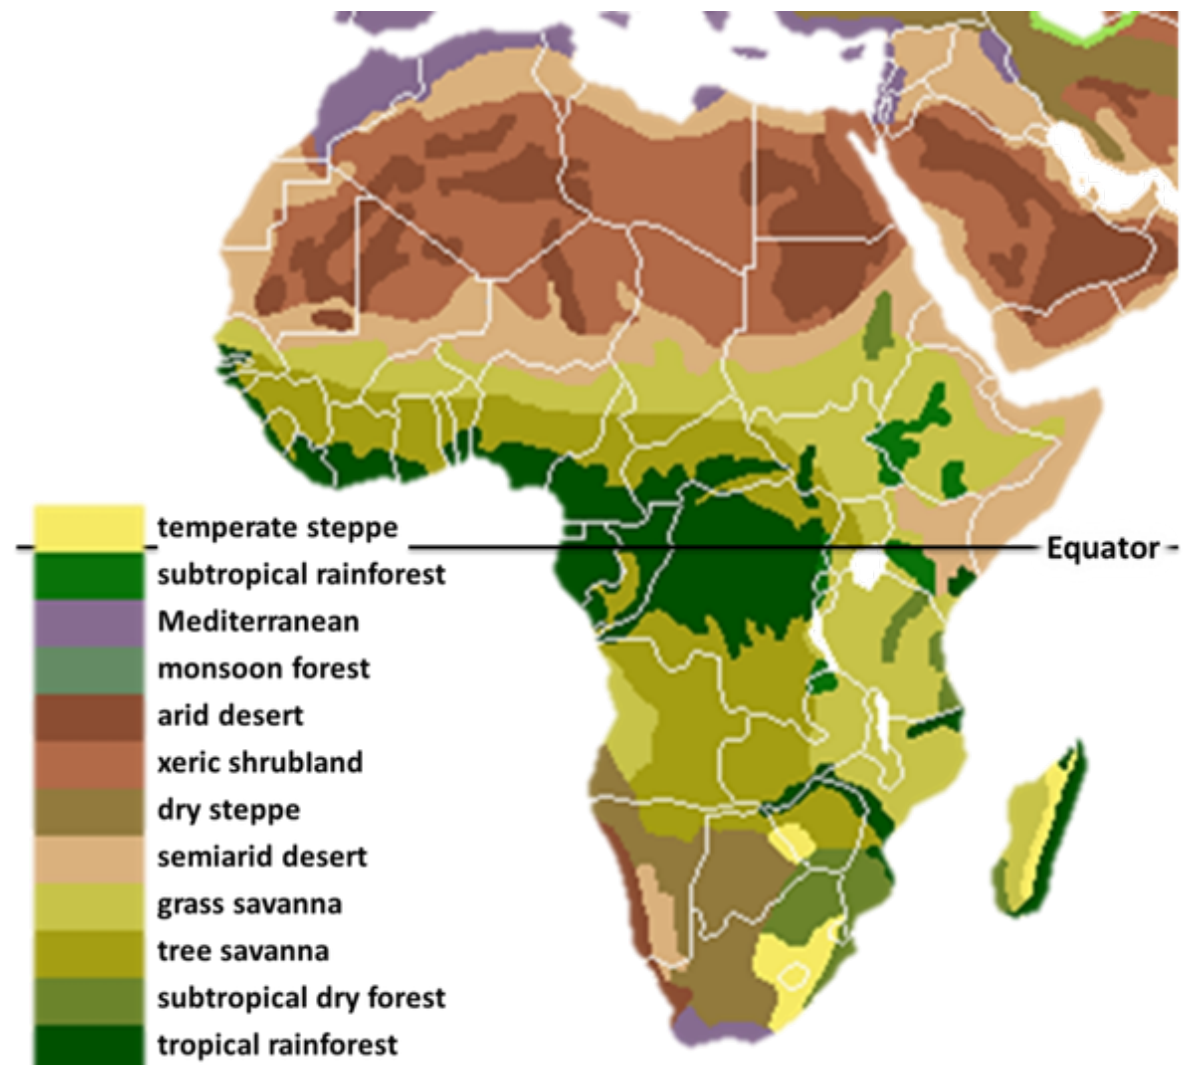 temperate steppe
Equator
subtropical rainforest
Mediterranean
monsoon forest
arid desert
xeric shrubland
dry steppe
semiarid desert
grass savanna
tree savanna
subtropical dry forest
tropical rainforest